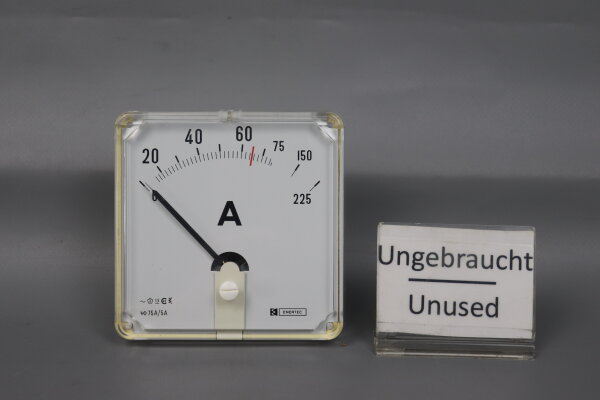 0 20 40 60 75 150 225
A
75A/5A
ENERTEC
Ungebraucht
Unused